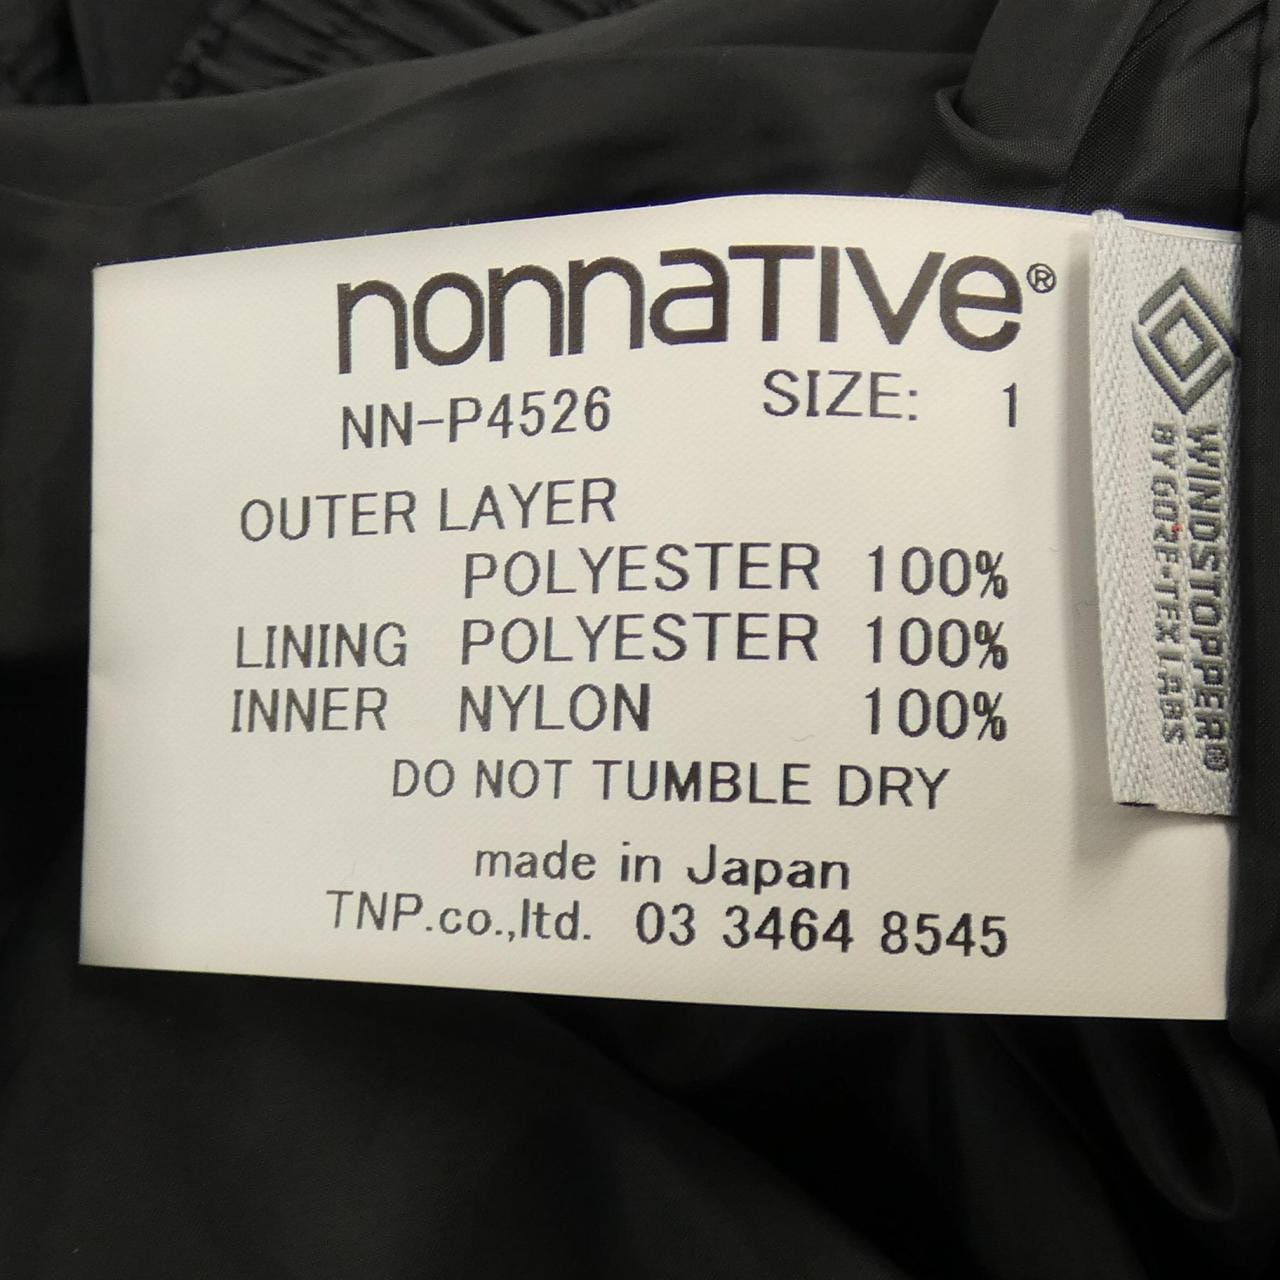 nonnaTIVe®
NN-P4526 SIZE: 1
OUTER LAYER
POLYESTER 100%
LINING POLYESTER 100%
INNER NYLON 100%
DO NOT TUMBLE DRY
made in Japan
TNP.co.,ltd. 03 3464 8545
WINDSTOPPER®
BY GORE-TEX LABS